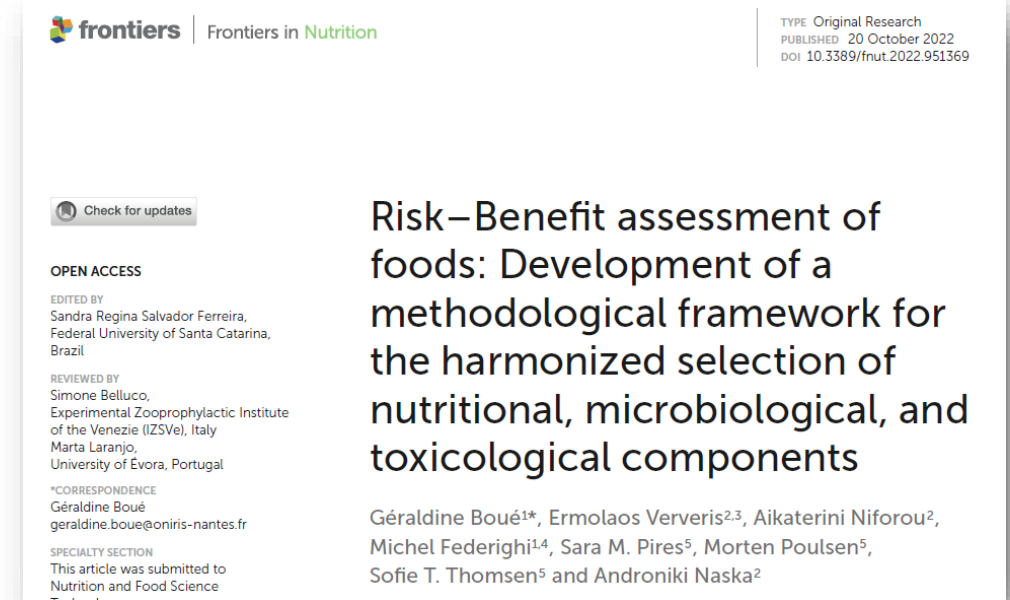 frontiers | Frontiers in Nutrition
TYPE Original Research
PUBLISHED 20 October 2022
DOI 10.3389/fnut.2022.951369
Check for updates
OPEN ACCESS
EDITED BY
Sandra Regina Salvador Ferreira,
Federal University of Santa Catarina,
Brazil
REVIEWED BY
Simone Belluco,
Experimental Zooprophylactic Institute
of the Venezie (IZSVe), Italy
Marta Laranjo,
University of Évora, Portugal
*CORRESPONDENCE
Géraldine Boué
geraldine.boue@oniris-nantes.fr
SPECIALTY SECTION
This article was submitted to
Nutrition and Food Science
Risk–Benefit assessment of
foods: Development of a
methodological framework for
the harmonized selection of
nutritional, microbiological, and
toxicological components
Géraldine Boué1*, Ermolaos Ververis2,3, Aikaterini Niforou2,
Michel Federighi1,4, Sara M. Pires5, Morten Poulsen5,
Sofie T. Thomsen5 and Androniki Naska2